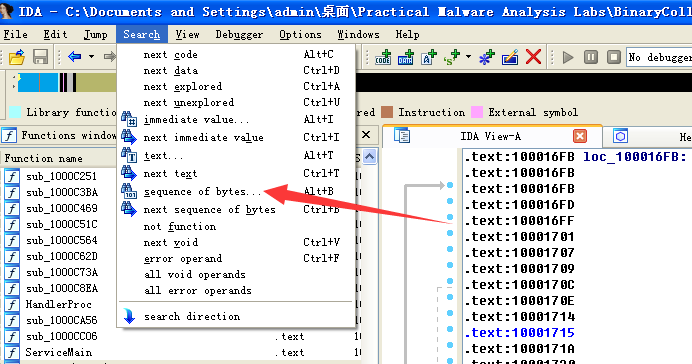 IDA - C:\Documents and Settings\admin\桌面\Practical Malware Analysis Labs\BinaryColl
File Edit Jump Search View Debugger Options Windows Help
No debugger
next code Alt+C
next data Ctrl+D
next explored Ctrl+A
next unexplored Ctrl+U
immediate value... Alt+I
next immediate value Ctrl+I
text... Alt+T
next text Ctrl+T
sequence of bytes... Alt+B
next sequence of bytes Ctrl+B
not function
next void Ctrl+V
error operand Ctrl+F
all void operands
all error operands
search direction
Library function
Instruction External symbol
Functions window
IDA View-A
Function name
sub_1000C251
sub_1000C3BA
sub_1000C469
sub_1000C51C
sub_1000C564
sub_1000C62D
sub_1000C73A
sub_1000C8EA
HandlerProc
sub_1000CA56 .text
sub_1000CC06 .text
ServiceMain .text
.text:100016FB loc_100016FB:
.text:100016FB
.text:100016FB
.text:100016FD
.text:100016FF
.text:10001701
.text:10001707
.text:10001709
.text:1000170C
.text:1000170E
.text:10001714
.text:10001715
.text:1000171A